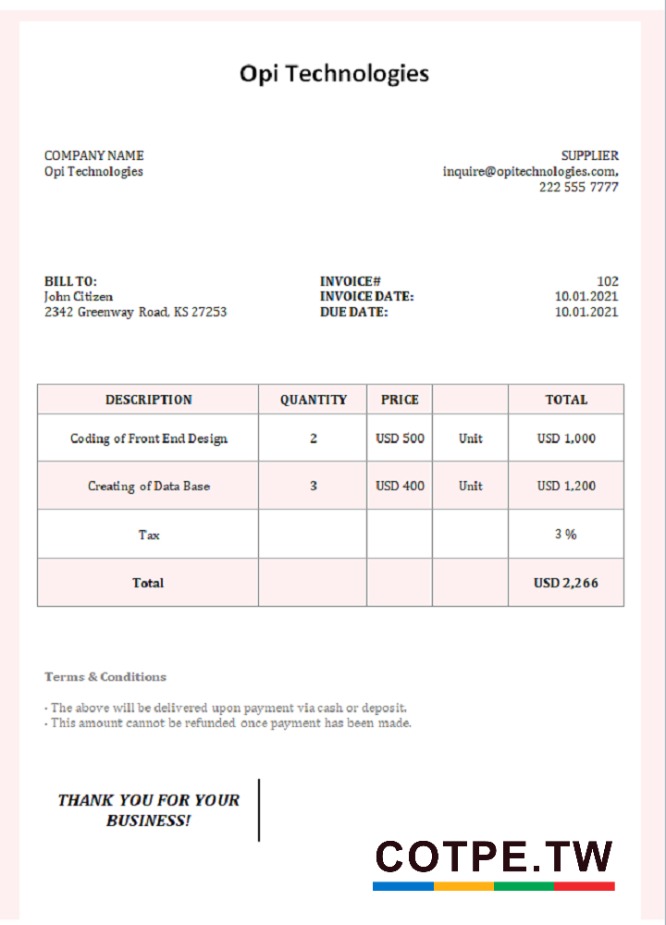 Opi Technologies
COMPANY NAME
Opi Technologies
SUPPLIER
inquire@opitechnologies.com,
222 555 7777
BILL TO:
John Citizen
2342 Greenway Road, KS 27253
INVOICE# 102
INVOICE DATE: 10.01.2021
DUE DATE: 10.01.2021
DESCRIPTION QUANTITY PRICE TOTAL
Coding of Front End Design 2 USD 500 Unit USD 1,000
Creating of Data Base 3 USD 400 Unit USD 1,200
Tax 3 %
Total USD 2,266
Terms & Conditions
- The above will be delivered upon payment via cash or deposit.
- This amount cannot be refunded once payment has been made.
THANK YOU FOR YOUR
BUSINESS!
COTPE.TW